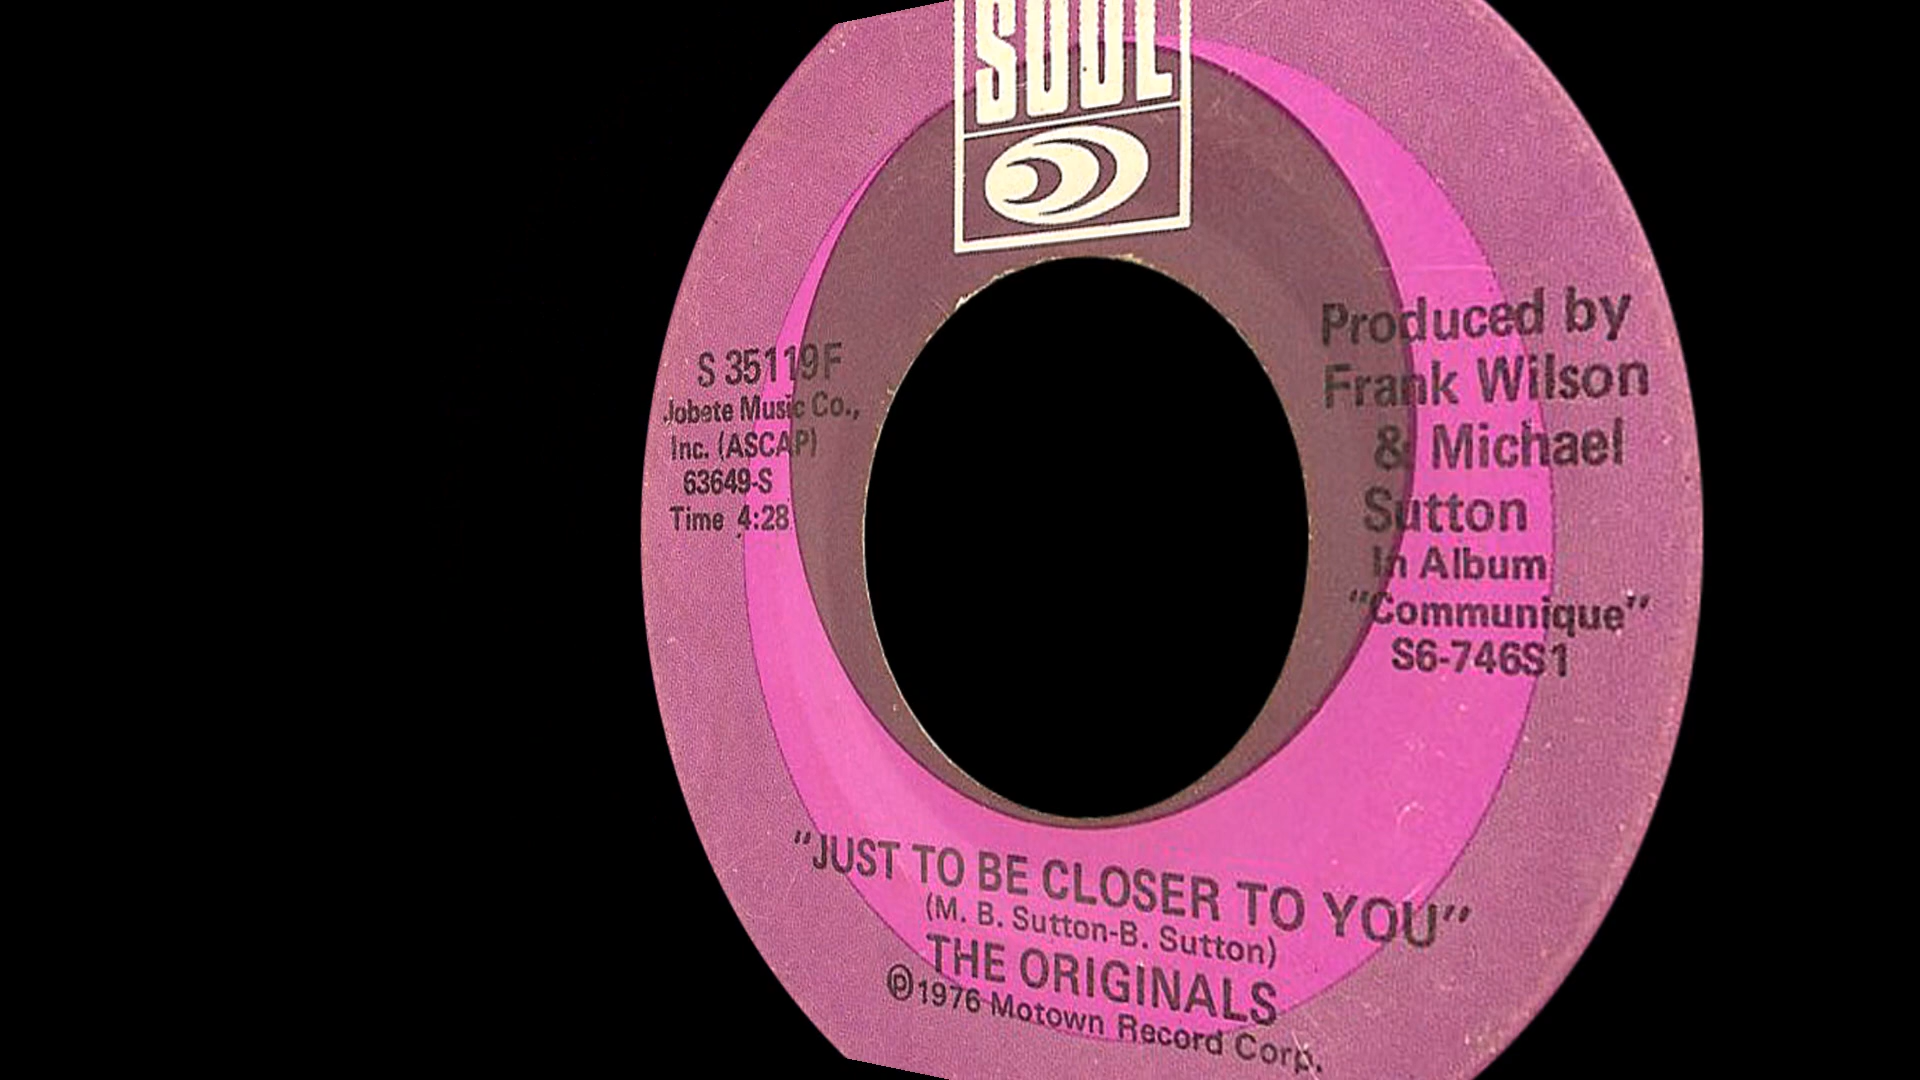 SOUL
S 35119F
Jobete Music Co.,
Inc. (ASCAP)
63649-S
Time 4:28
Produced by
Frank Wilson
& Michael
Sutton
In Album
"Communique"
S6-746S1
"JUST TO BE CLOSER TO YOU"
(M. B. Sutton-B. Sutton)
THE ORIGINALS
℗1976 Motown Record Corp.